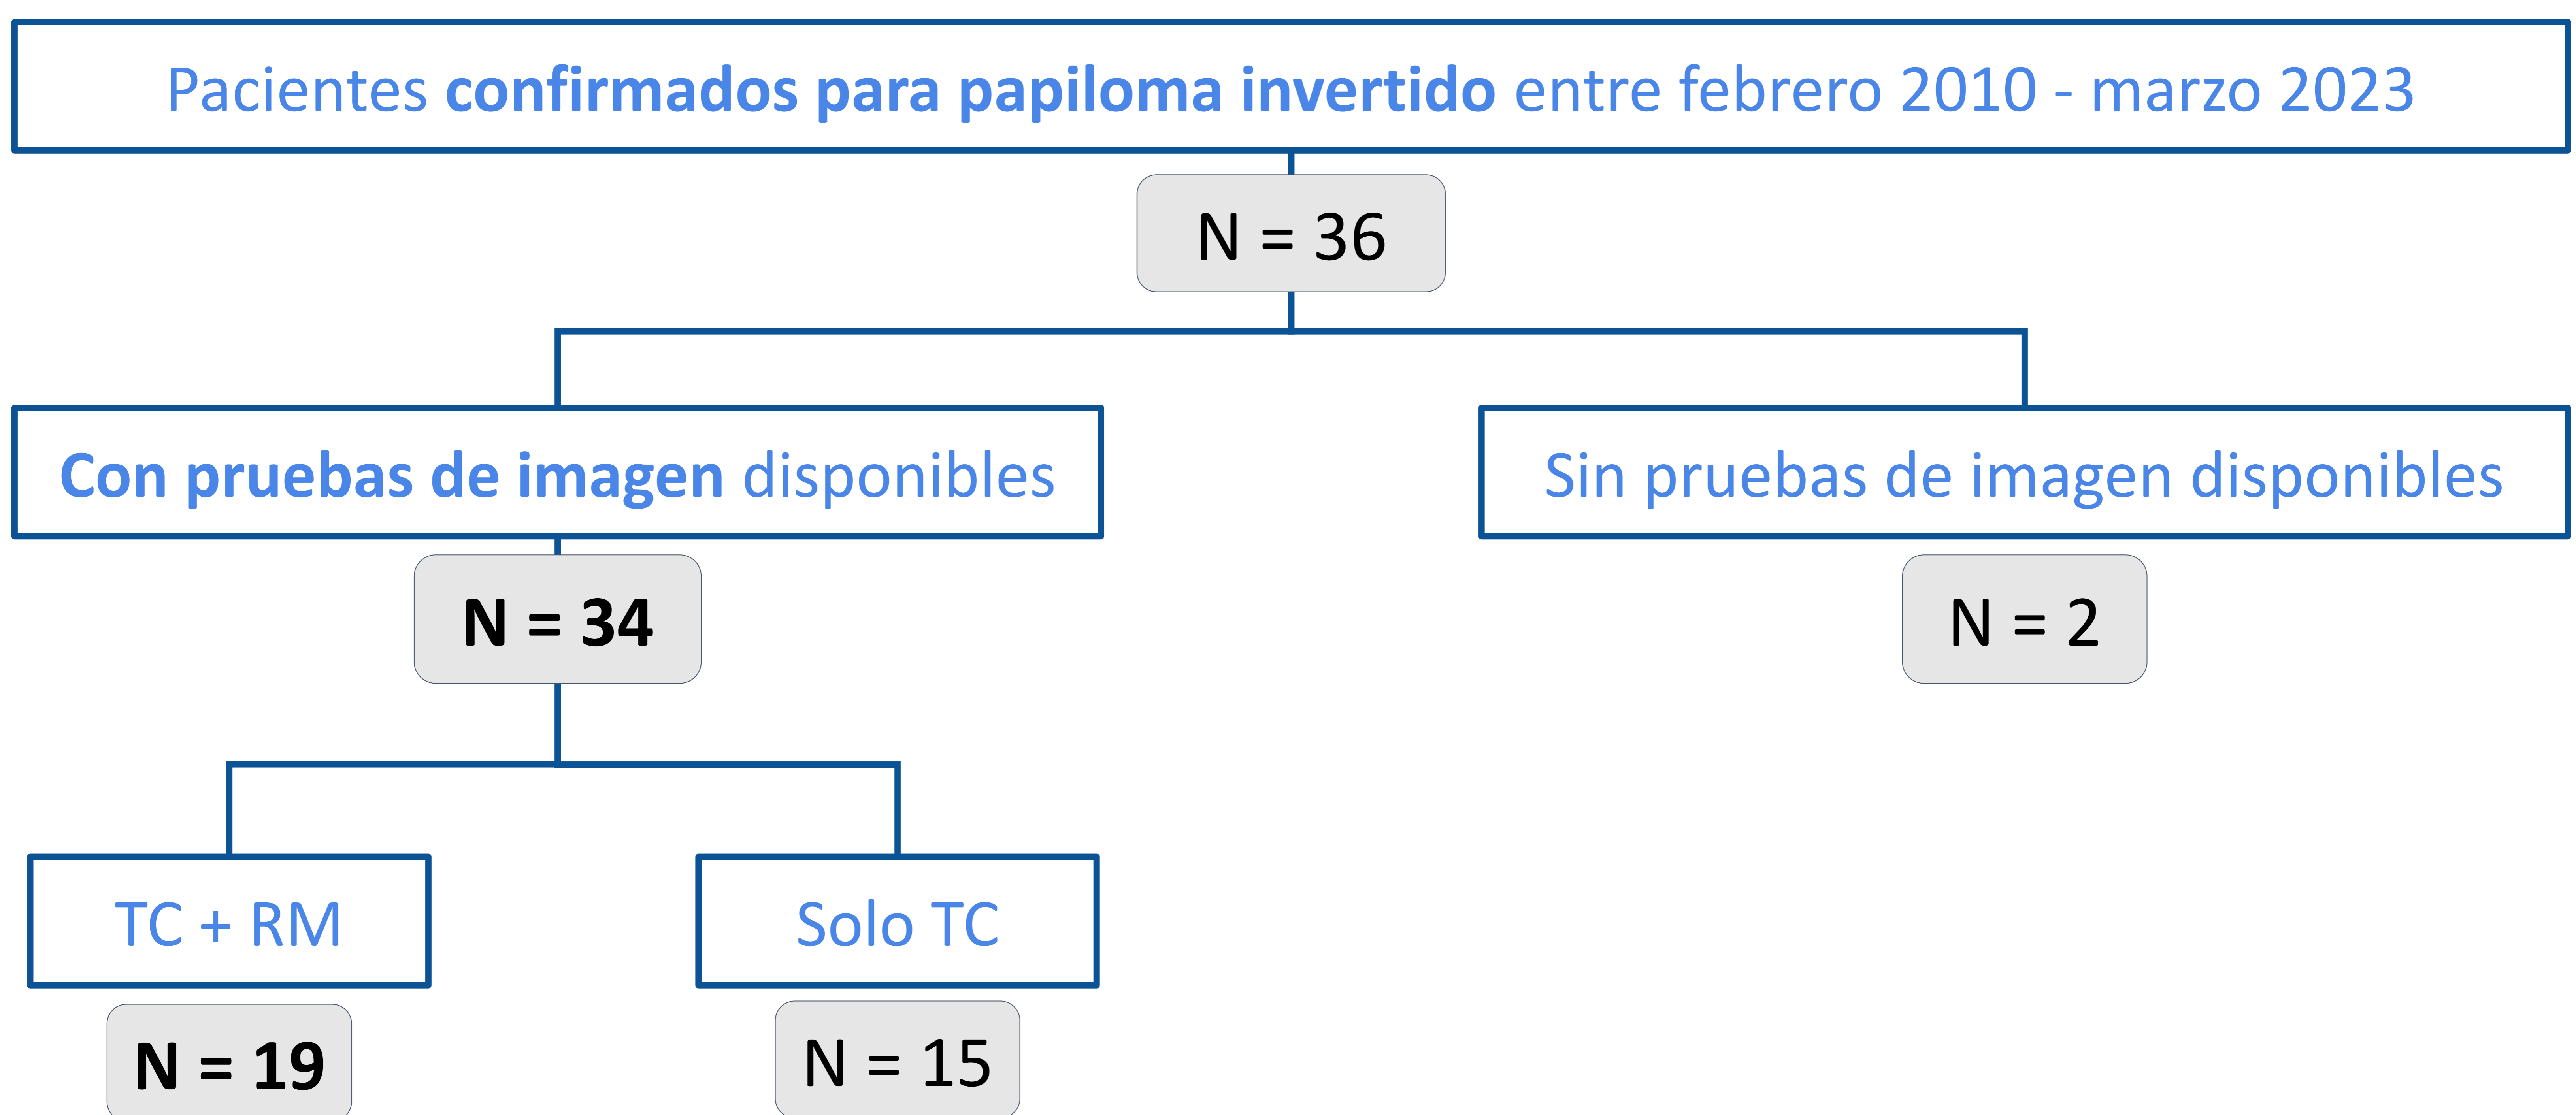 Pacientes confirmados para papiloma invertido entre febrero 2010 - marzo 2023
N = 36
Con pruebas de imagen disponibles
Sin pruebas de imagen disponibles
N = 34
N = 2
TC + RM
Solo TC
N = 19
N = 15